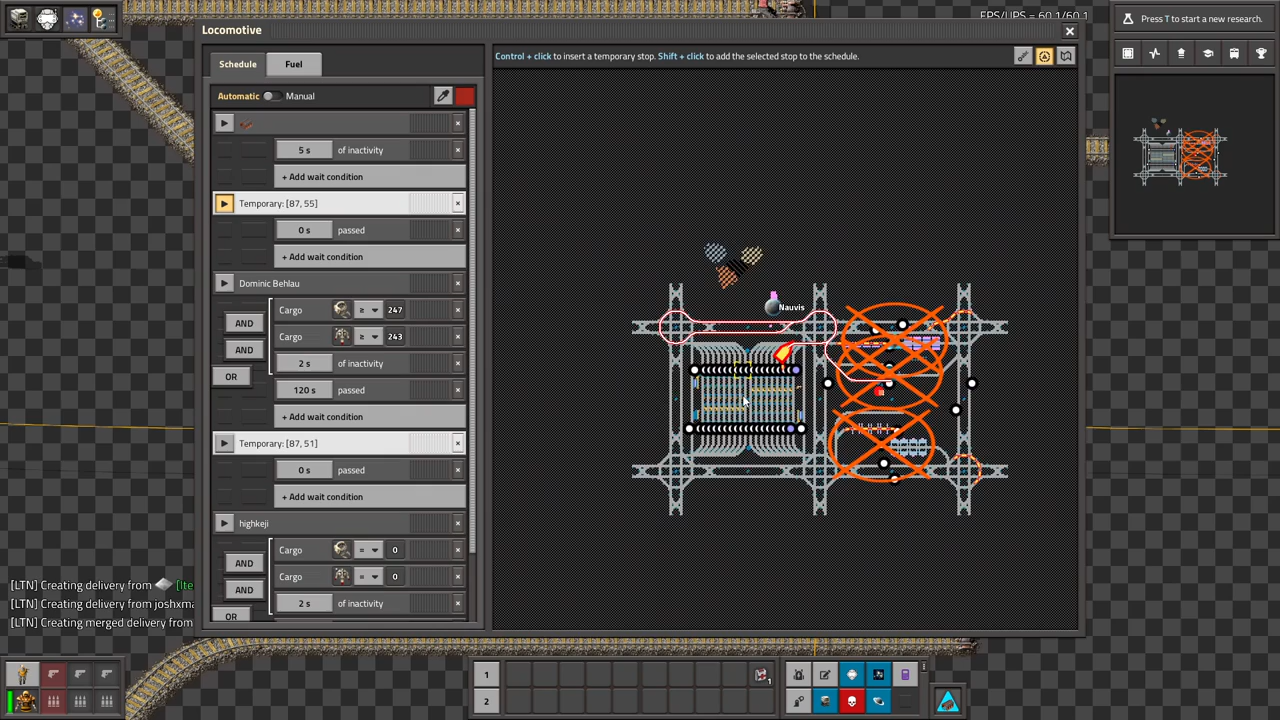 Locomotive
EPS/UPS = 60.1/60.1
Press T to start a new research.
Schedule
Fuel
Control + click to insert a temporary stop. Shift + click to add the selected stop to the schedule.
Automatic
Manual
5 s of inactivity
+ Add wait condition
Temporary: [87, 55]
0 s passed
+ Add wait condition
Dominic Behlau
Cargo ≥ 247
AND
Cargo ≥ 243
AND
2 s of inactivity
OR
120 s passed
+ Add wait condition
Temporary: [87, 51]
0 s passed
+ Add wait condition
highkeji
Cargo = 0
AND
Cargo = 0
AND
2 s of inactivity
OR
Nauvis
[LTN] Creating delivery from
[LTN] Creating delivery from
[LTN] Creating merged delivery from
1
1
2